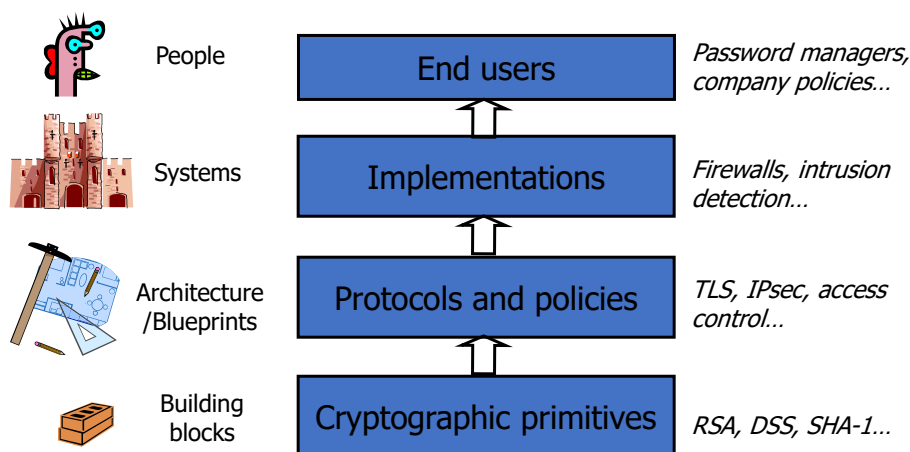 People
End users
Password managers,
company policies…
Systems
Implementations
Firewalls, intrusion
detection…
Architecture
/Blueprints
Protocols and policies
TLS, IPsec, access
control…
Building
blocks
Cryptographic primitives
RSA, DSS, SHA-1…